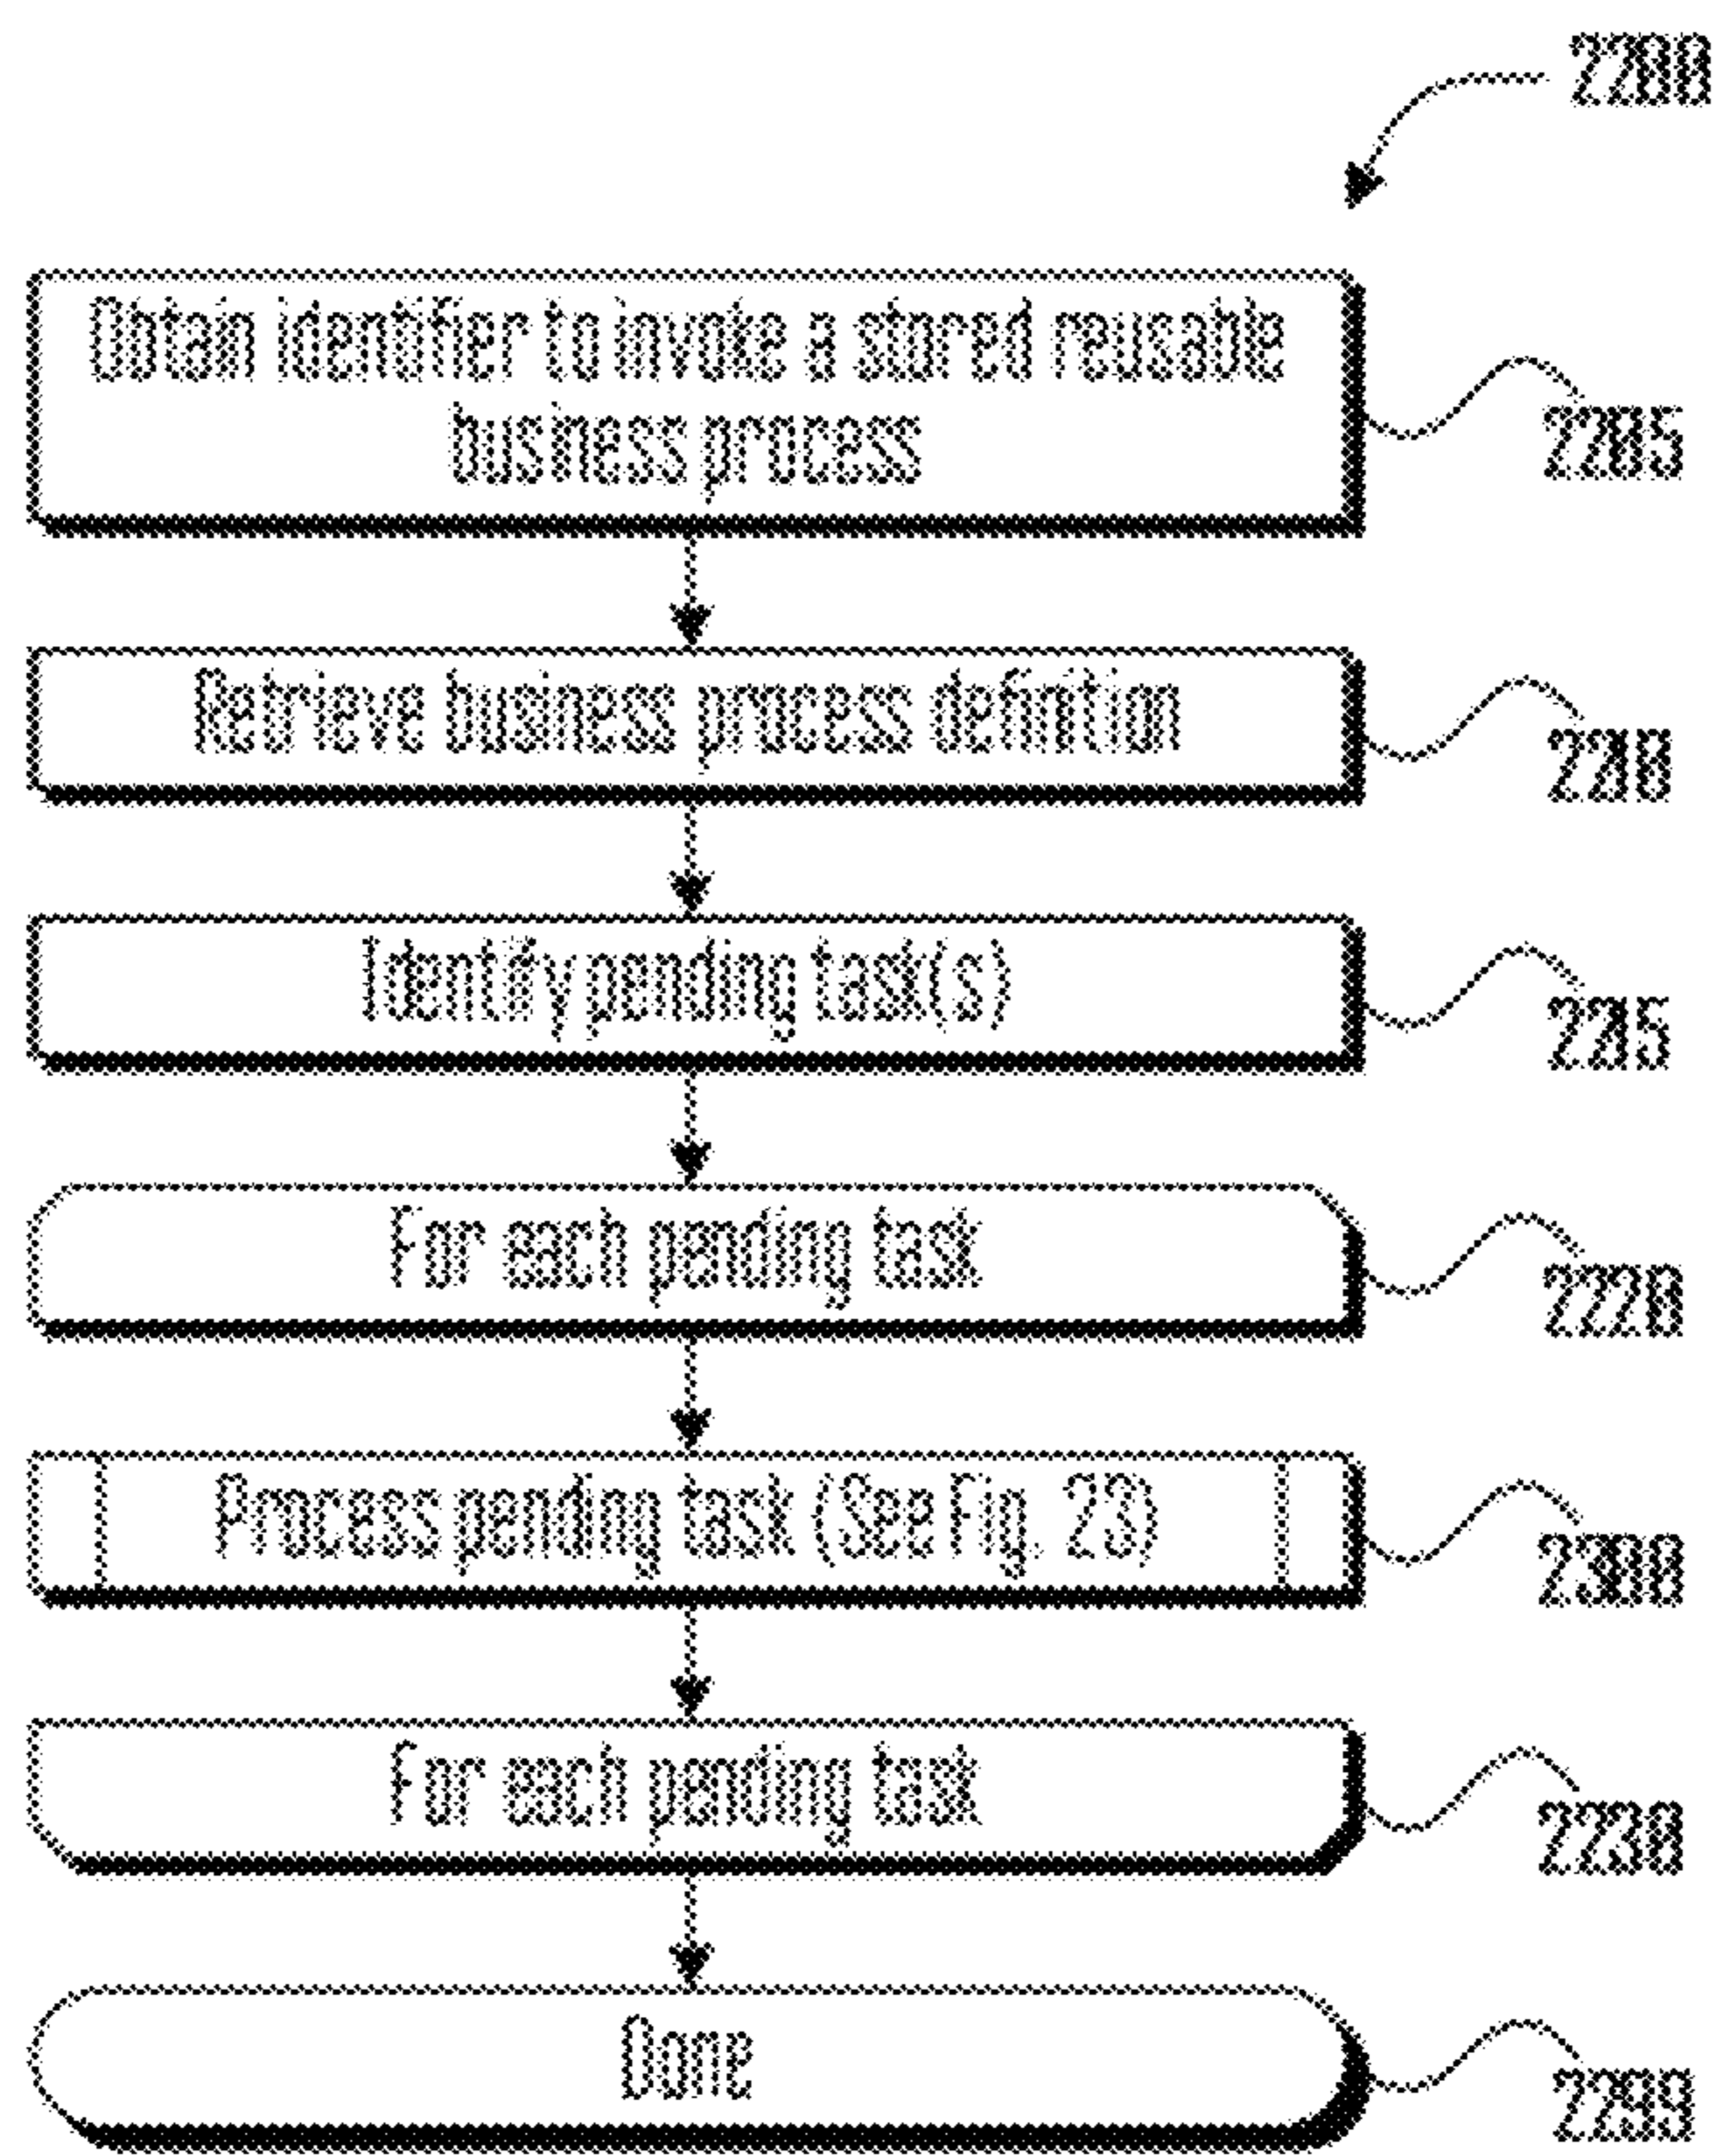 2200
Obtain identifier to invoke a stored reusable
business process
2205
Retrieve business process definition
2210
Identify pending task(s)
2215
For each pending task
2220
Process pending task (See Fig. 23)
2300
For each pending task
2230
Done
2299